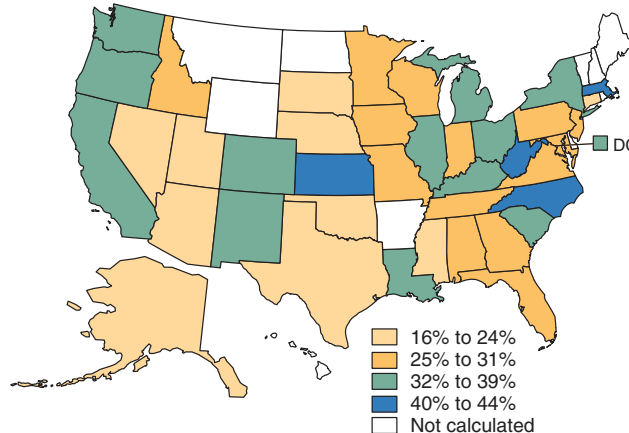 DC
16% to 24%
25% to 31%
32% to 39%
40% to 44%
Not calculated